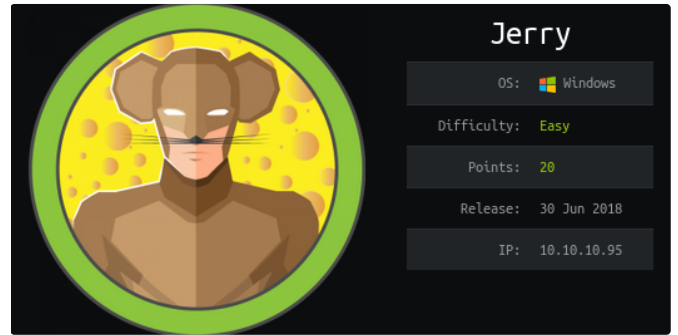 Jerry
OS: Windows
Difficulty: Easy
Points: 20
Release: 30 Jun 2018
IP: 10.10.10.95